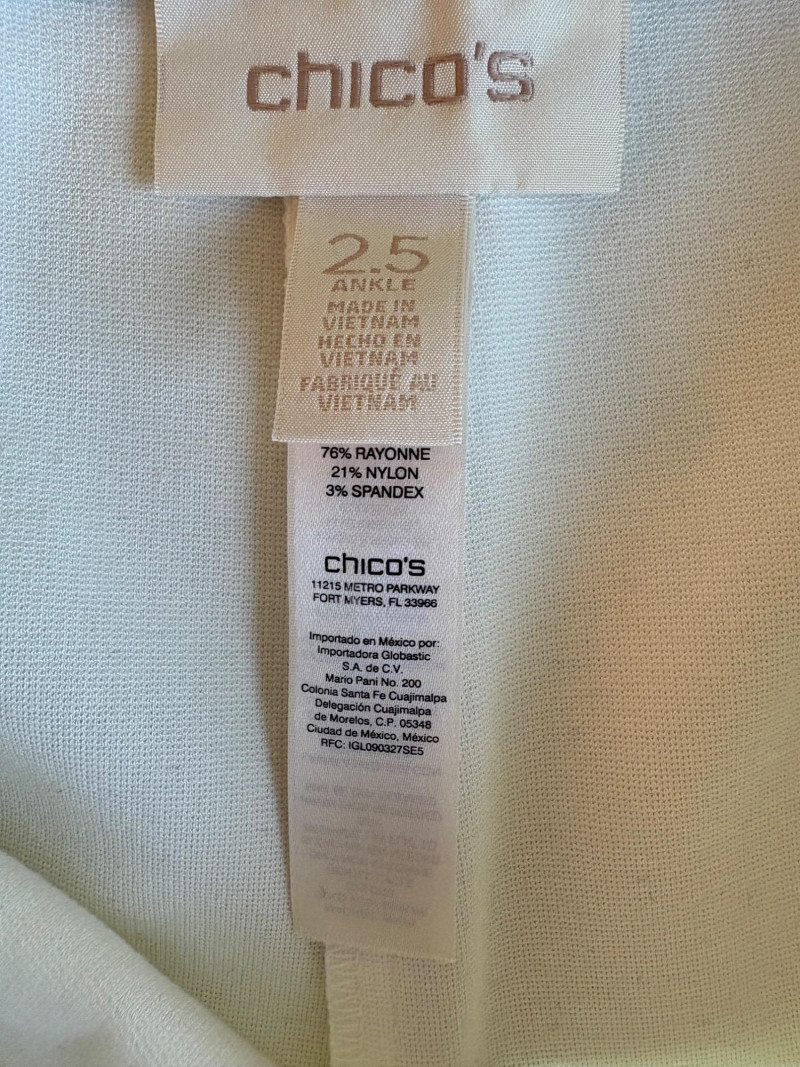 chico's
2.5
ANKLE
MADE IN
VIETNAM
HECHO EN
VIETNAM
FABRIQUÉ AU
VIETNAM
76% RAYONNE
21% NYLON
3% SPANDEX
chico's
11215 METRO PARKWAY
FORT MYERS, FL 33966
Importado en México por:
Importadora Globastic
S.A. de C.V.
Mario Pani No. 200
Colonia Santa Fe Cuajimalpa
Delegación Cuajimalpa
de Morelos, C.P. 05348
Ciudad de México, México
RFC: IGL090327SE5